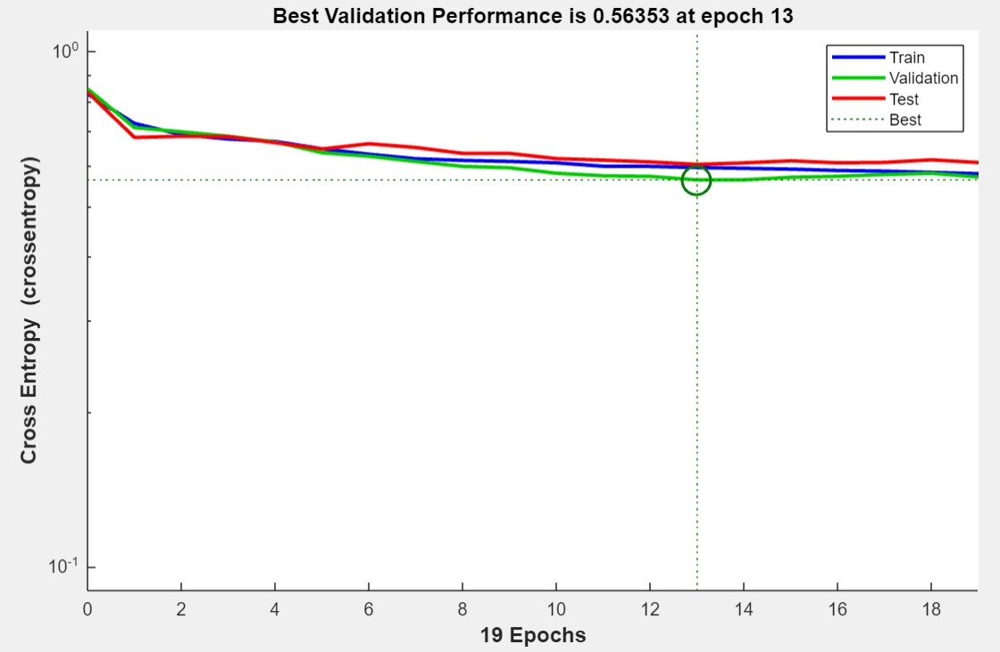 Best Validation Performance is 0.56353 at epoch 13
10⁰
10⁻¹
Cross Entropy (crossentropy)
Train
Validation
Test
Best
0 2 4 6 8 10 12 14 16 18
19 Epochs